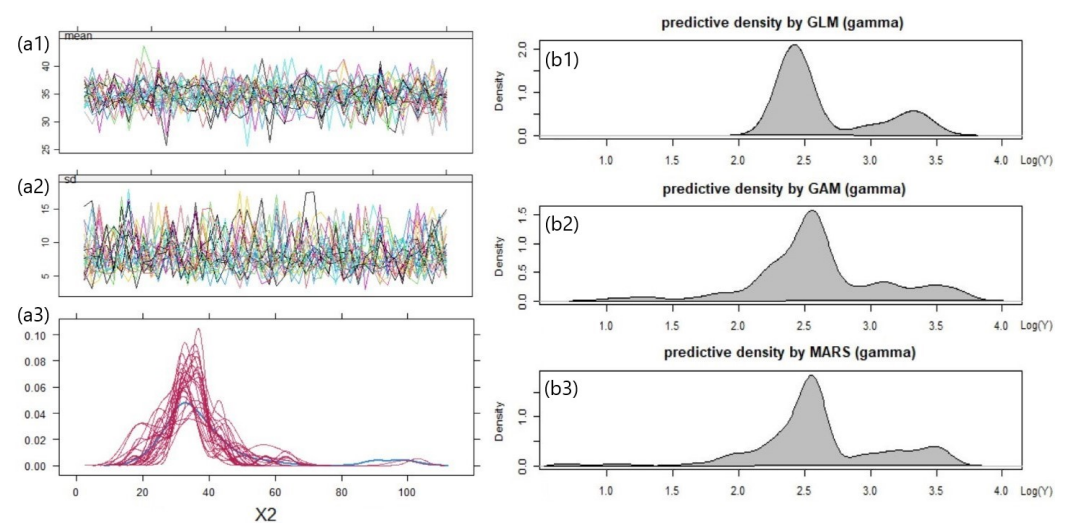 (a1)
mean
40
35
30
25
(a2)
sd
15
10
5
(a3)
0.10
0.08
0.06
0.04
0.02
0.00
0 20 40 60 80 100
X2
predictive density by GLM (gamma)
(b1)
Density
2.0
1.0
0.0
1.0 1.5 2.0 2.5 3.0 3.5 4.0 Log(Y)
predictive density by GAM (gamma)
(b2)
Density
1.5
1.0
0.5
0.0
1.0 1.5 2.0 2.5 3.0 3.5 4.0 Log(Y)
predictive density by MARS (gamma)
(b3)
Density
1.0
0.0
1.0 1.5 2.0 2.5 3.0 3.5 4.0 Log(Y)